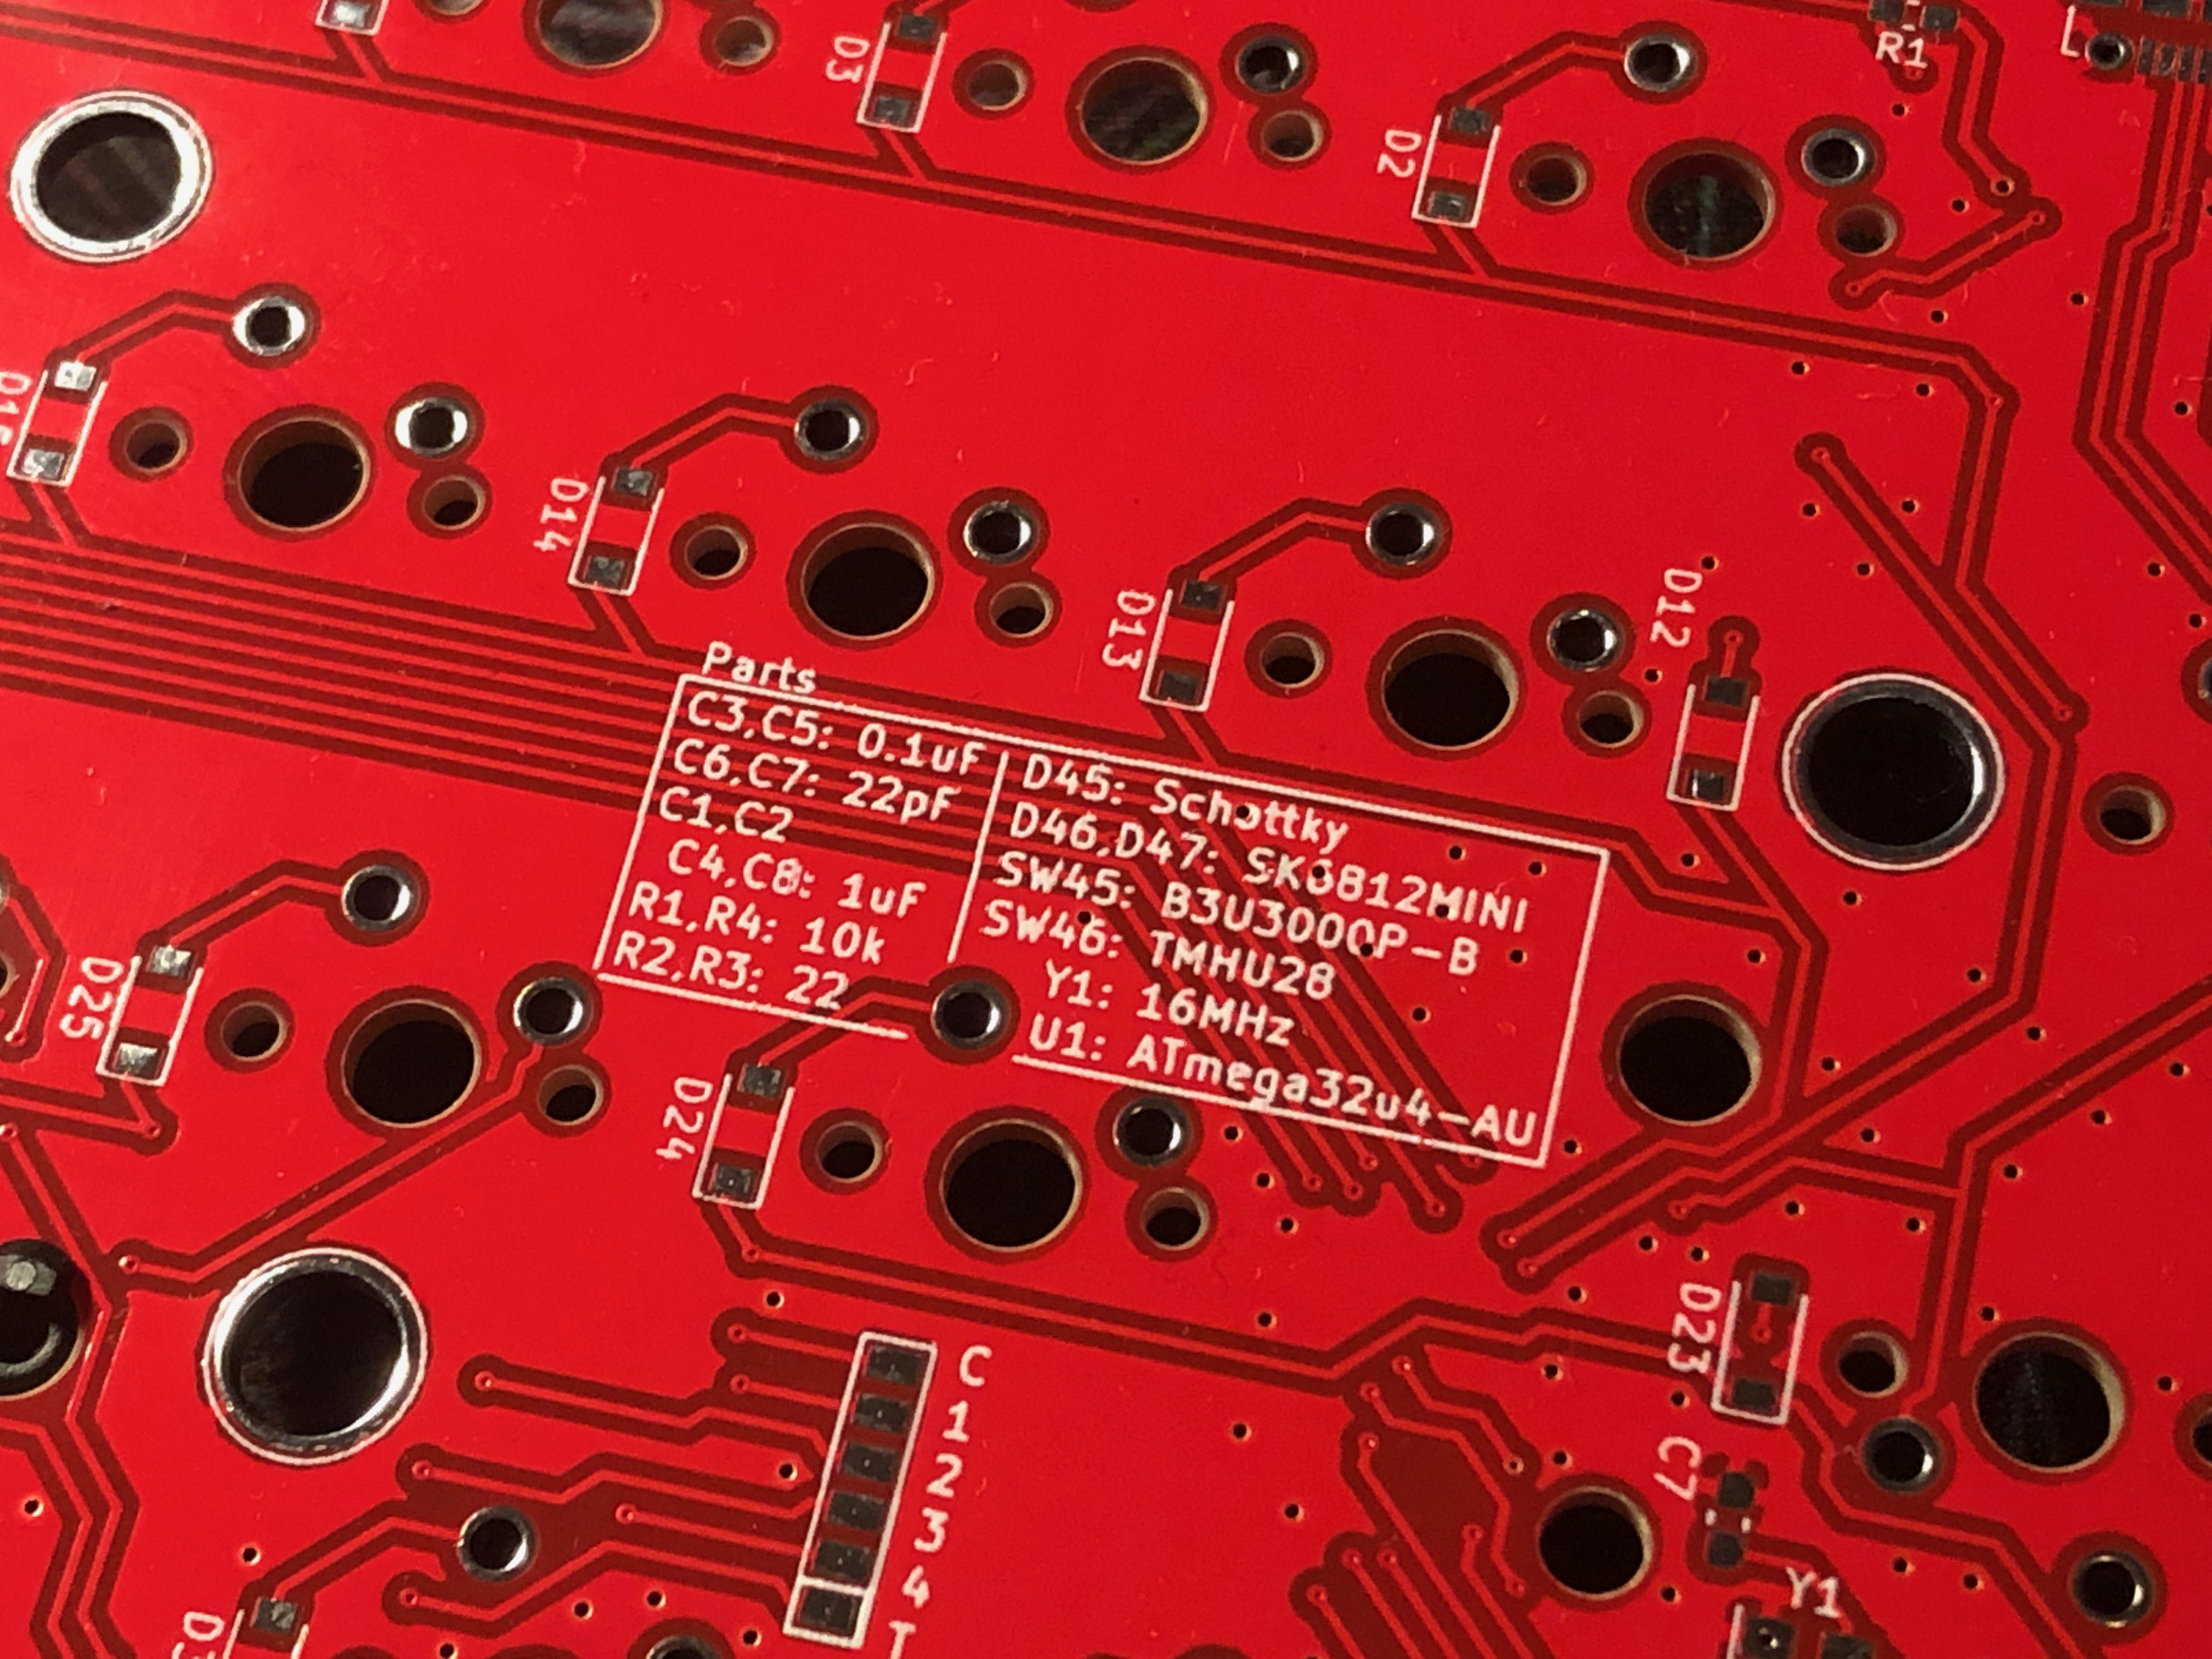 D3
R1
D2
D14
D13
D12
Parts
C3,C5: 0.1uF
C6,C7: 22pF
C1,C2
C4,C8: 1uF
R1,R4: 10k
R2,R3: 22
D45: Schottky
D46,D47: SK6812MINI
SW45: B3U3000P-B
SW46: TMHU28
Y1: 16MHz
U1: ATmega32u4-AU
D25
D24
D23
C
1
2
3
4
T
C7
Y1